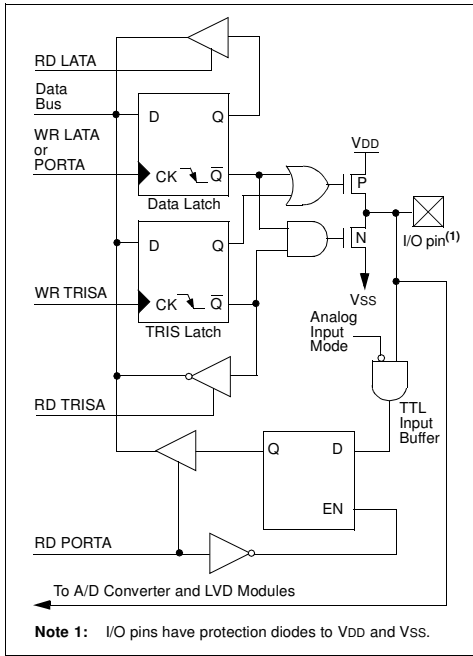 RD LATA
Data
Bus
D Q
WR LATA
or
PORTA
CK Q
Data Latch
VDD
P
I/O pin(1)
N
D Q
WR TRISA
CK Q
TRIS Latch
VSS
Analog
Input
Mode
TTL
Input
Buffer
RD TRISA
Q D
EN
RD PORTA
To A/D Converter and LVD Modules
Note 1: I/O pins have protection diodes to VDD and VSS.